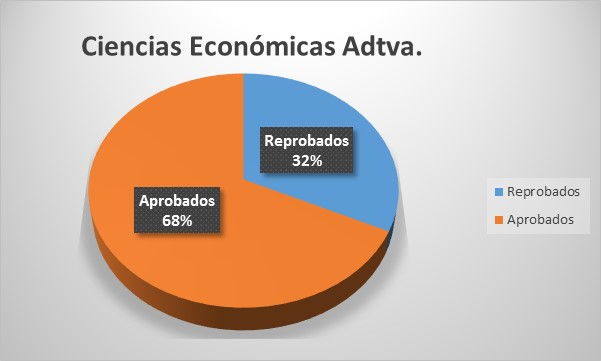 Ciencias Económicas Adtva.
Reprobados
32%
Aprobados
68%
Reprobados
Aprobados